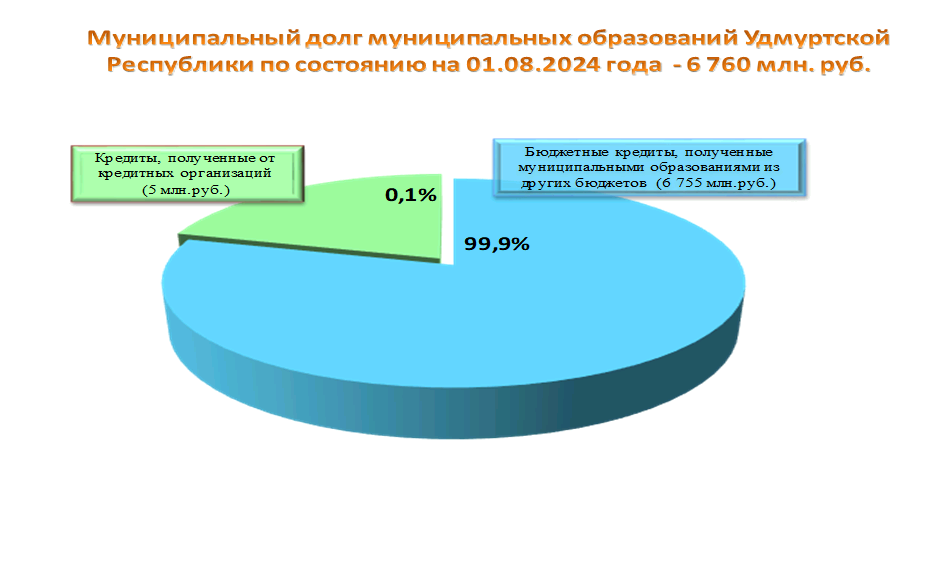 Муниципальный долг муниципальных образований Удмуртской
Республики по состоянию на 01.08.2024 года - 6 760 млн. руб.
Кредиты, полученные от
кредитных организаций
(5 млн.руб.)
Бюджетные кредиты, полученные
муниципальными образованиями из
других бюджетов (6 755 млн.руб.)
0,1%
99,9%